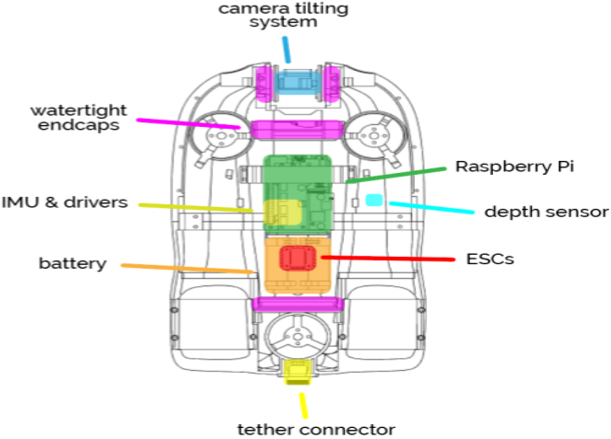 camera tilting
system
watertight
endcaps
Raspberry Pi
IMU & drivers
depth sensor
battery
ESCs
tether connector